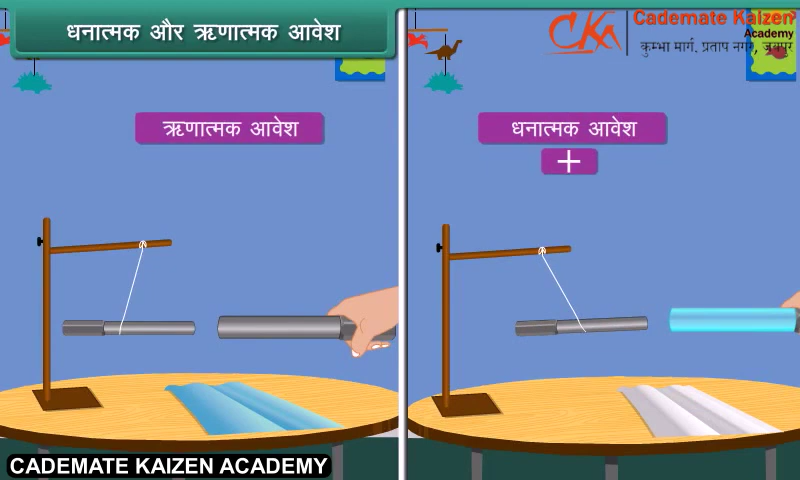 धनात्मक और ऋणात्मक आवेश
CKA
Cademate Kaizen
Academy
कुम्भा मार्ग, प्रताप नगर, जयपुर
ऋणात्मक आवेश
धनात्मक आवेश
+
CADEMATE KAIZEN ACADEMY